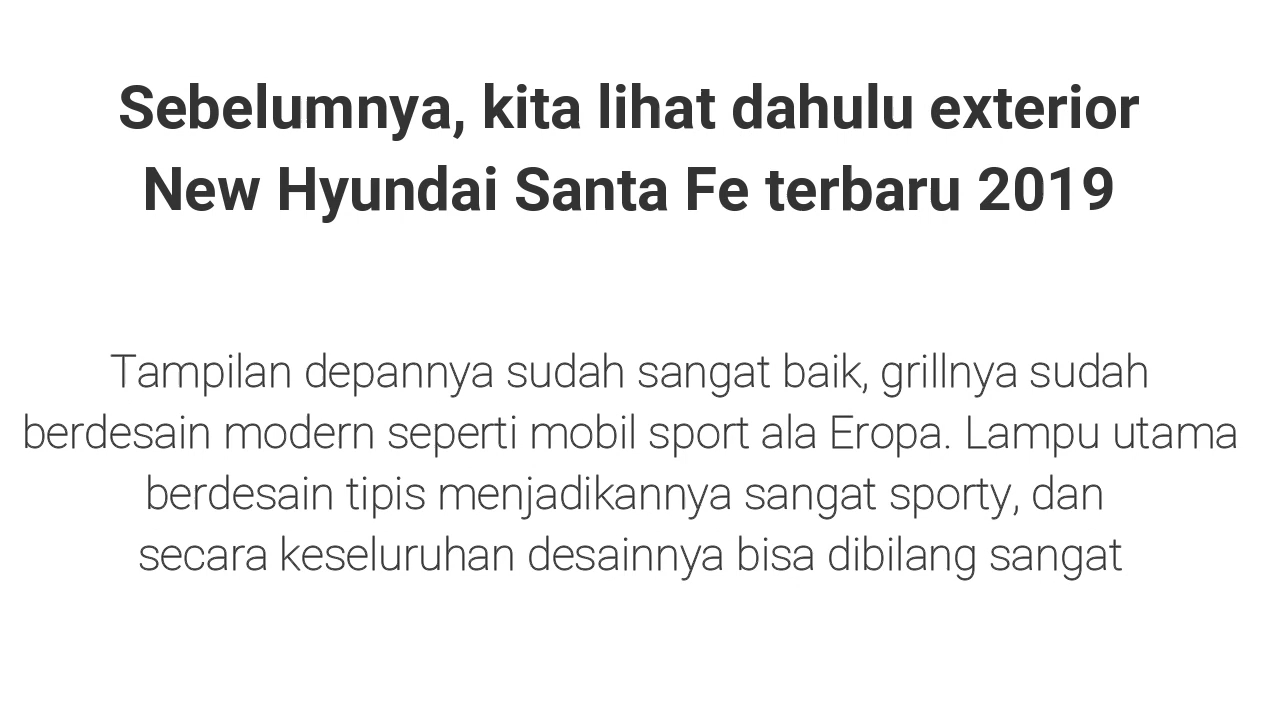 Sebelumnya, kita lihat dahulu exterior
New Hyundai Santa Fe terbaru 2019
Tampilan depannya sudah sangat baik, grillnya sudah
berdesain modern seperti mobil sport ala Eropa. Lampu utama
berdesain tipis menjadikannya sangat sporty, dan
secara keseluruhan desainnya bisa dibilang sangat